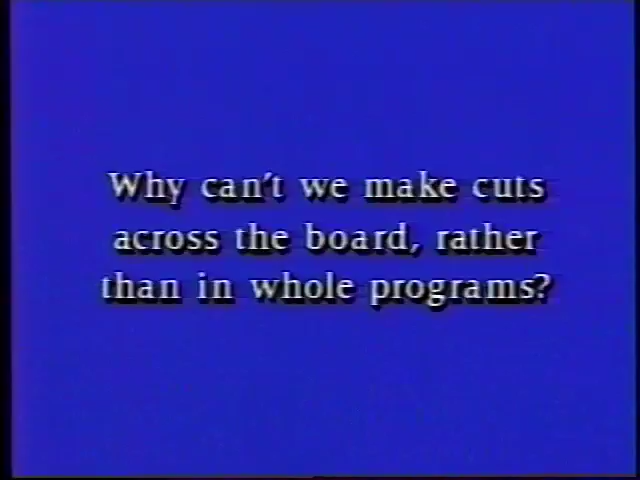 Why can't we make cuts
across the board, rather
than in whole programs?